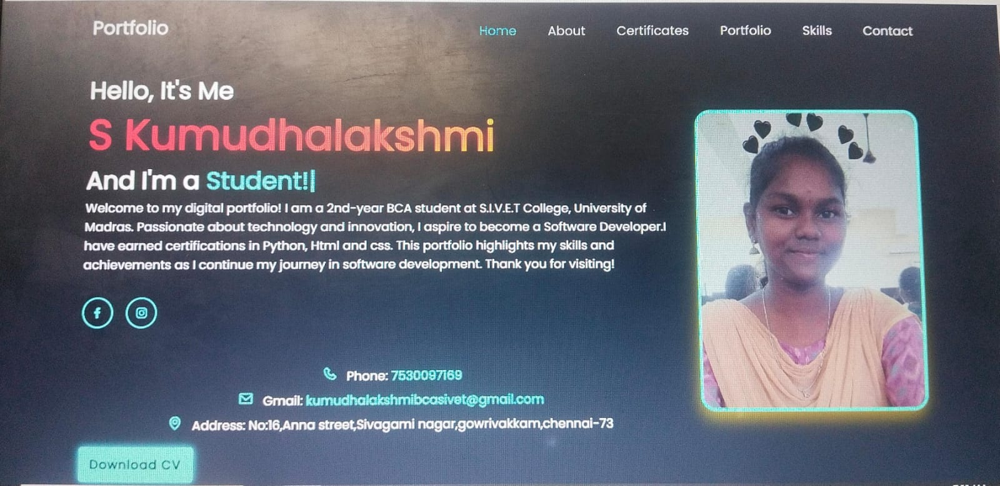 Portfolio
Home About Certificates Portfolio Skills Contact
Hello, It's Me
S Kumudhalakshmi
And I'm a Student!|
Welcome to my digital portfolio! I am a 2nd-year BCA student at S.I.V.E.T College, University of
Madras. Passionate about technology and innovation, I aspire to become a Software Developer.I
have earned certifications in Python, Html and css. This portfolio highlights my skills and
achievements as I continue my journey in software development. Thank you for visiting!
Phone: 7530097169
Gmail: kumudhalakshmibcasivet@gmail.com
Address: No:16,Anna street,Sivagami nagar,gowrivakkam,chennai-73
Download CV